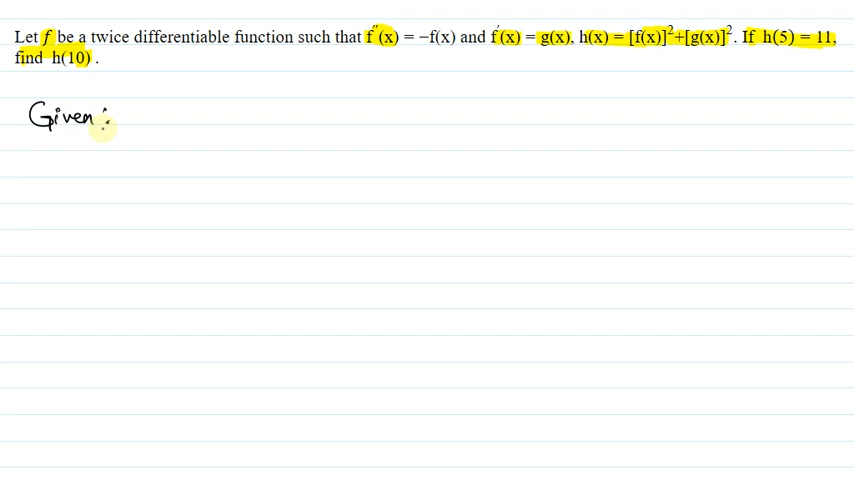 Let f be a twice differentiable function such that f''(x) = −f(x) and f'(x) = g(x), h(x) = [f(x)]²+[g(x)]². If h(5) = 11,
find h(10) .
Given :